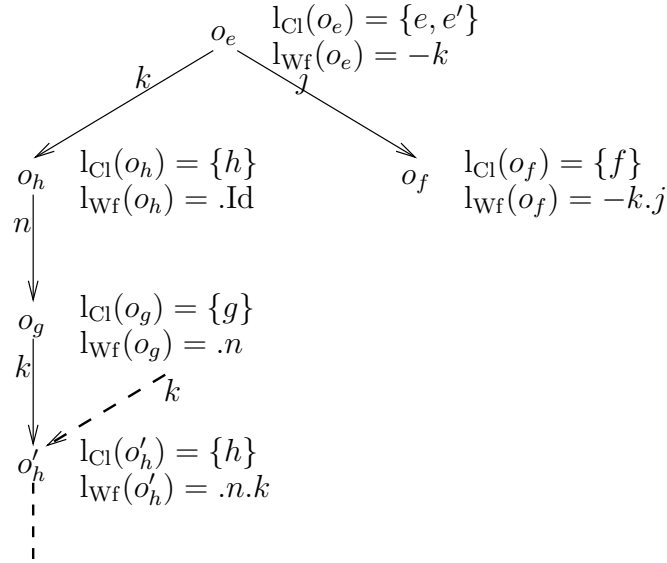 l_Cl(o_e) = {e, e′}
o_e
l_Wf(o_e) = −k
k
j
l_Cl(o_h) = {h}
o_h
l_Wf(o_h) = .Id
l_Cl(o_f) = {f}
o_f
l_Wf(o_f) = −k.j
n
l_Cl(o_g) = {g}
o_g
l_Wf(o_g) = .n
k
k
l_Cl(o′_h) = {h}
o′_h
l_Wf(o′_h) = .n.k